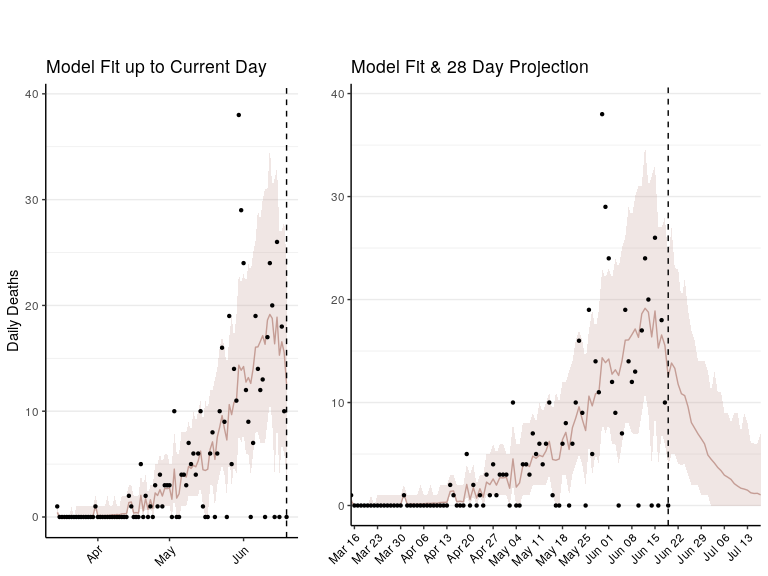 Model Fit up to Current Day
Model Fit & 28 Day Projection
Daily Deaths
40
30
20
10
0
Apr
May
Jun
40
30
20
10
0
Mar 16
Mar 23
Mar 30
Apr 06
Apr 13
Apr 20
Apr 27
May 04
May 11
May 18
May 25
Jun 01
Jun 08
Jun 15
Jun 22
Jun 29
Jul 06
Jul 13